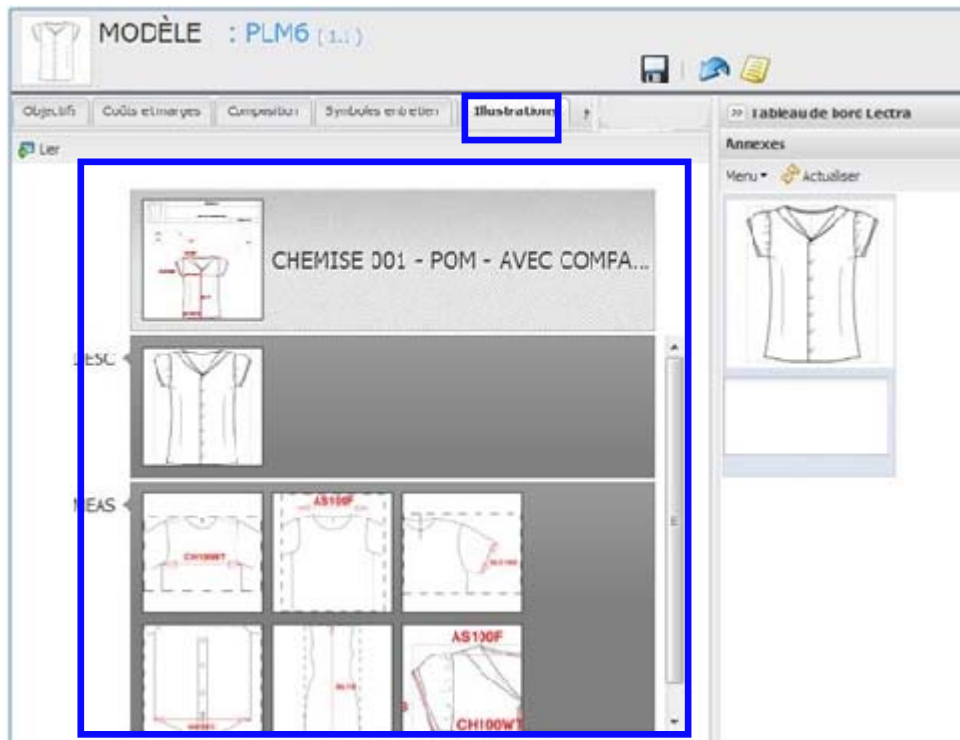 MODÈLE : PLM6 (1.1)
Objectifs Coûts et marges Composition Symboles entretien Illustrations
Lier
CHEMISE 001 - POM - AVEC COMPA...
DESC
MEAS
CH100WT
AS100F
AS100F
CH100WT
Tableau de bord Lectra
Annexes
Menu Actualiser